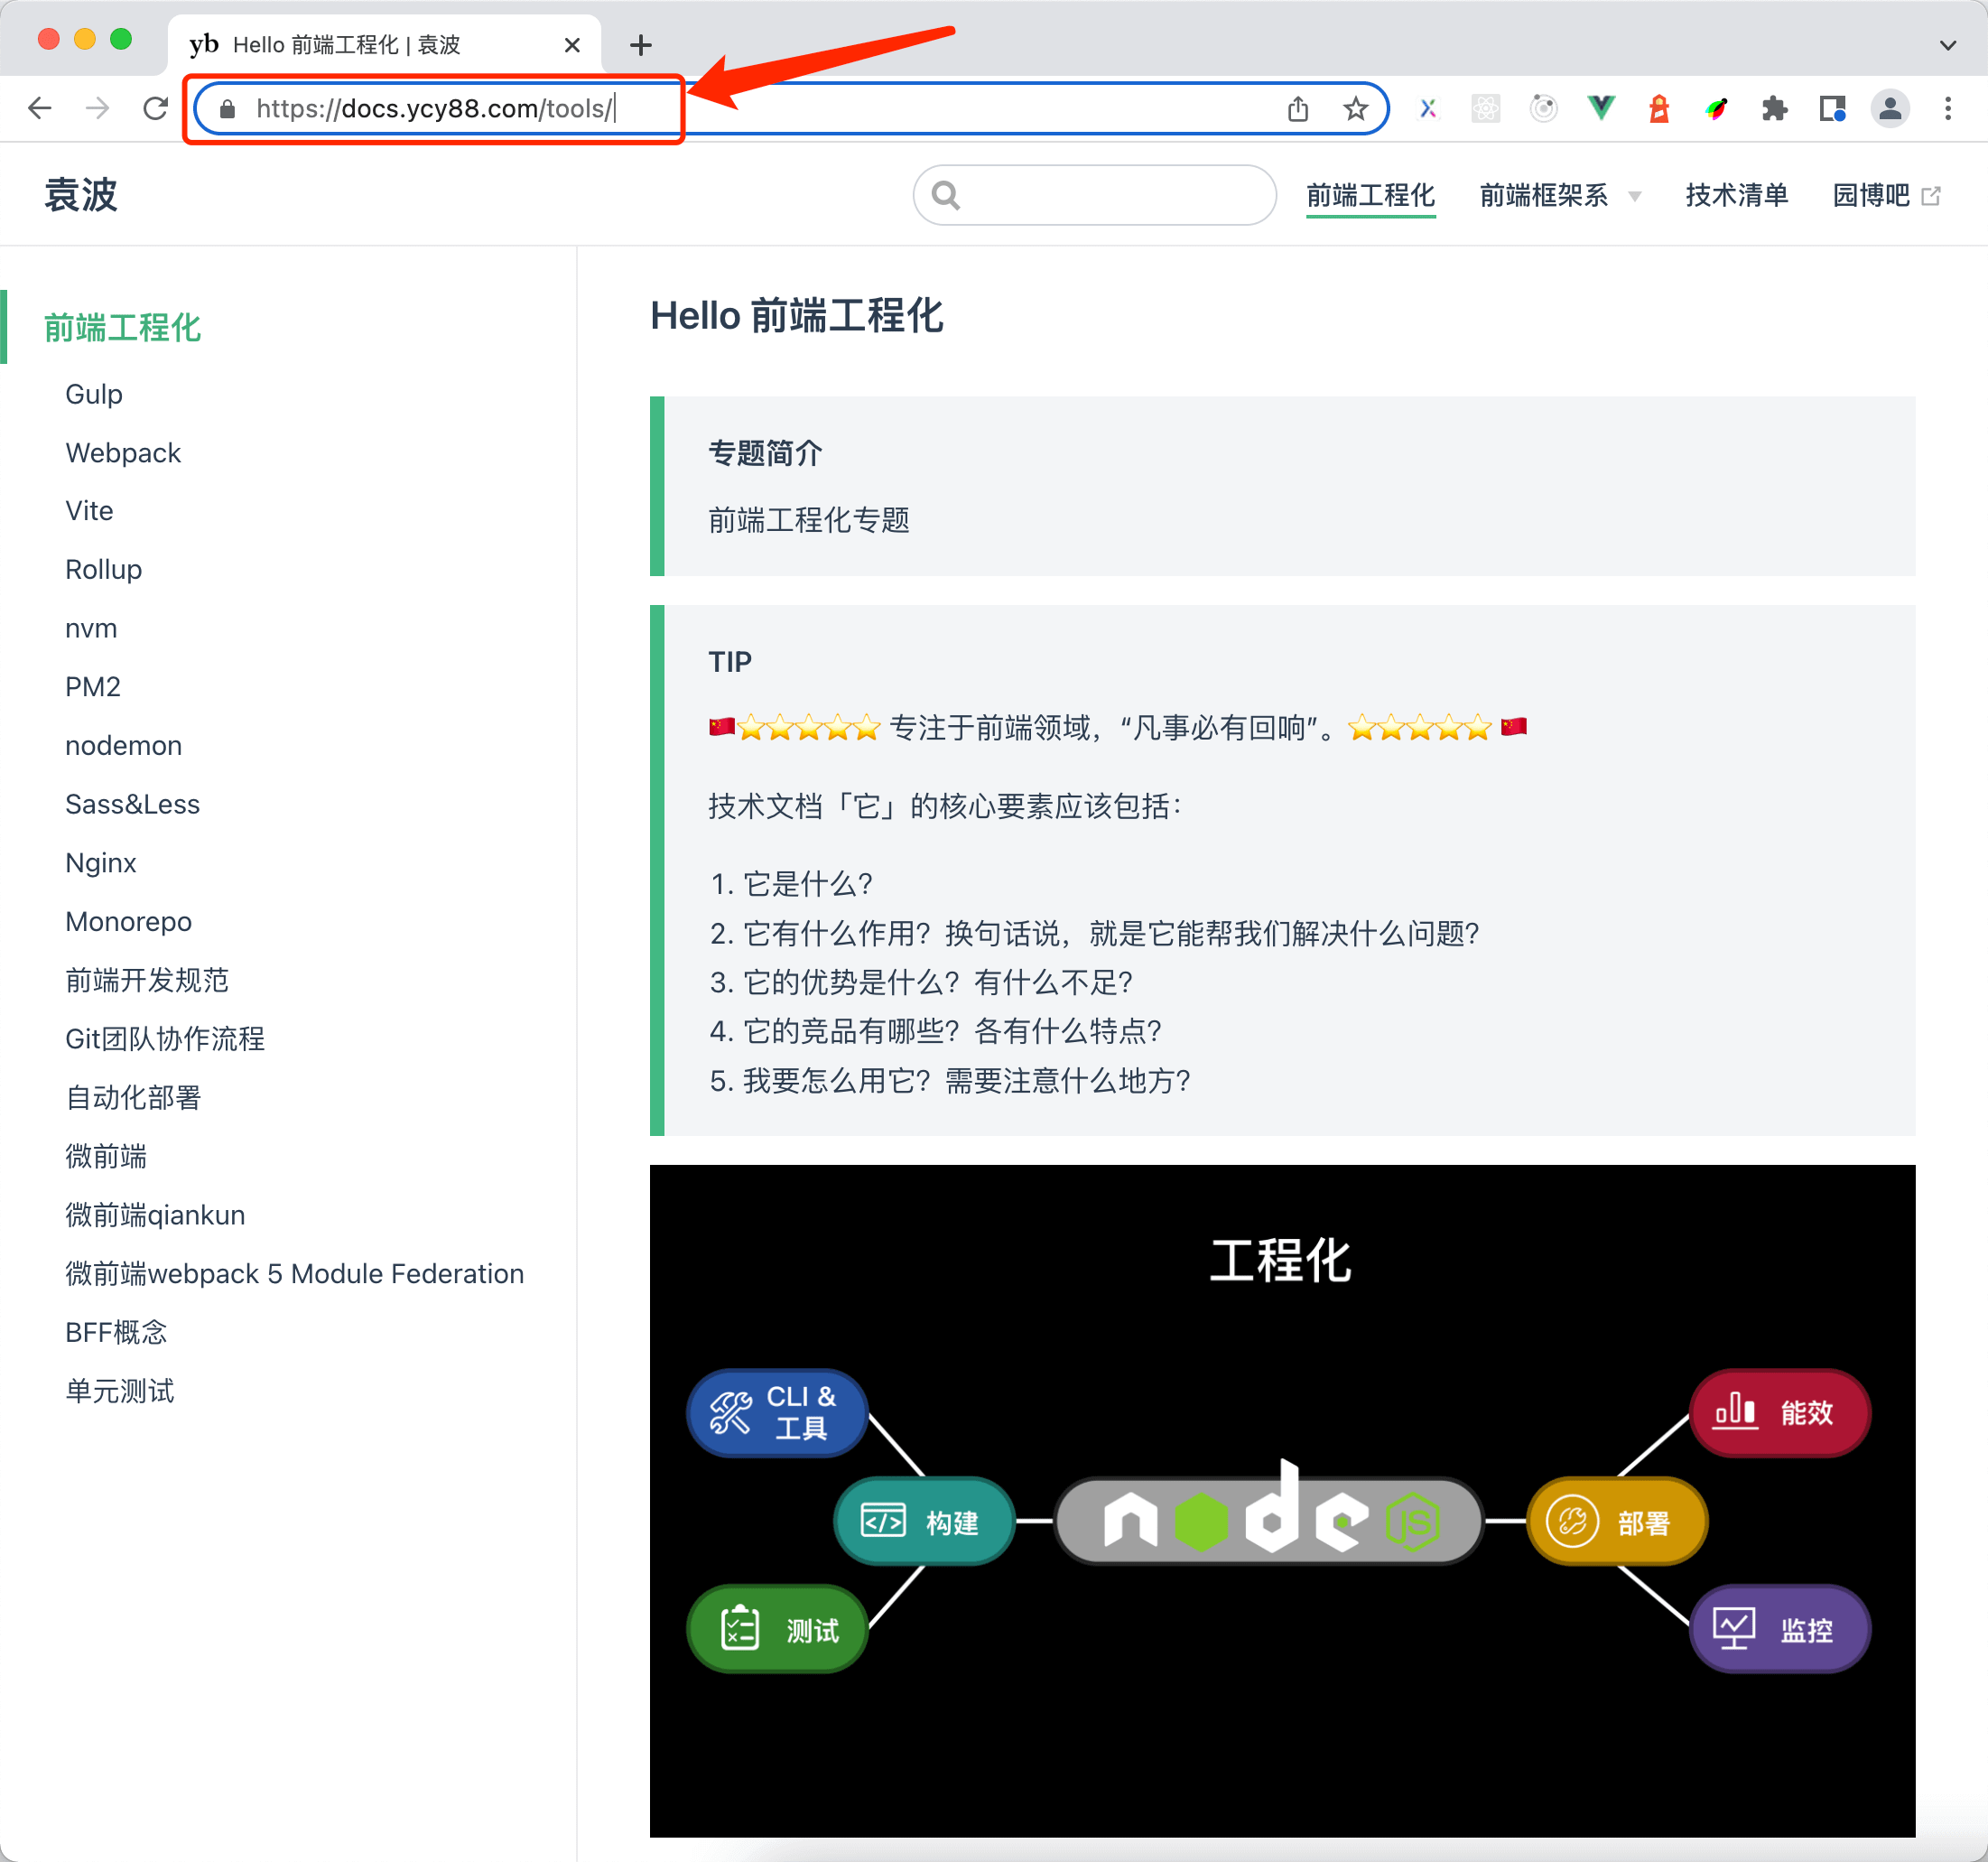 yb Hello 前端工程化 | 袁波
https://docs.ycy88.com/tools/
袁波
前端工程化 前端框架系 技术清单 园博吧
前端工程化
Gulp
Webpack
Vite
Rollup
nvm
PM2
nodemon
Sass&Less
Nginx
Monorepo
前端开发规范
Git团队协作流程
自动化部署
微前端
微前端qiankun
微前端webpack 5 Module Federation
BFF概念
单元测试
Hello 前端工程化
专题简介
前端工程化专题
TIP
🇨🇳⭐⭐⭐⭐⭐ 专注于前端领域，“凡事必有回响”。⭐⭐⭐⭐⭐ 🇨🇳
技术文档「它」的核心要素应该包括：
1. 它是什么？
2. 它有什么作用？换句话说，就是它能帮我们解决什么问题？
3. 它的优势是什么？有什么不足？
4. 它的竞品有哪些？各有什么特点？
5. 我要怎么用它？需要注意什么地方？
工程化
CLI &
工具
能效
构建
node JS
部署
测试
监控